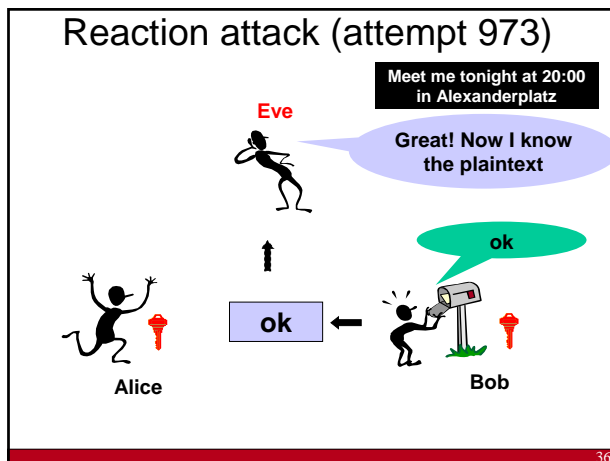 Reaction attack (attempt 973)
Meet me tonight at 20:00
in Alexanderplatz
Eve
Great! Now I know
the plaintext
ok
ok
Alice
Bob
36